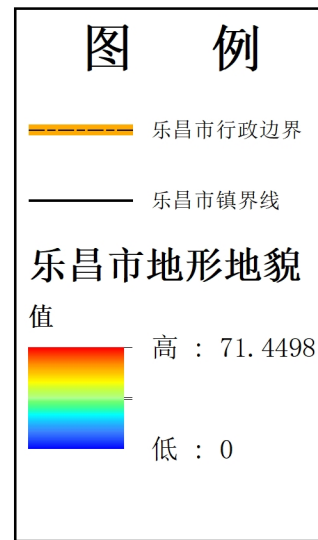 图 例
乐昌市行政边界
乐昌市镇界线
乐昌市地形地貌
值
高 : 71.4498
低 : 0